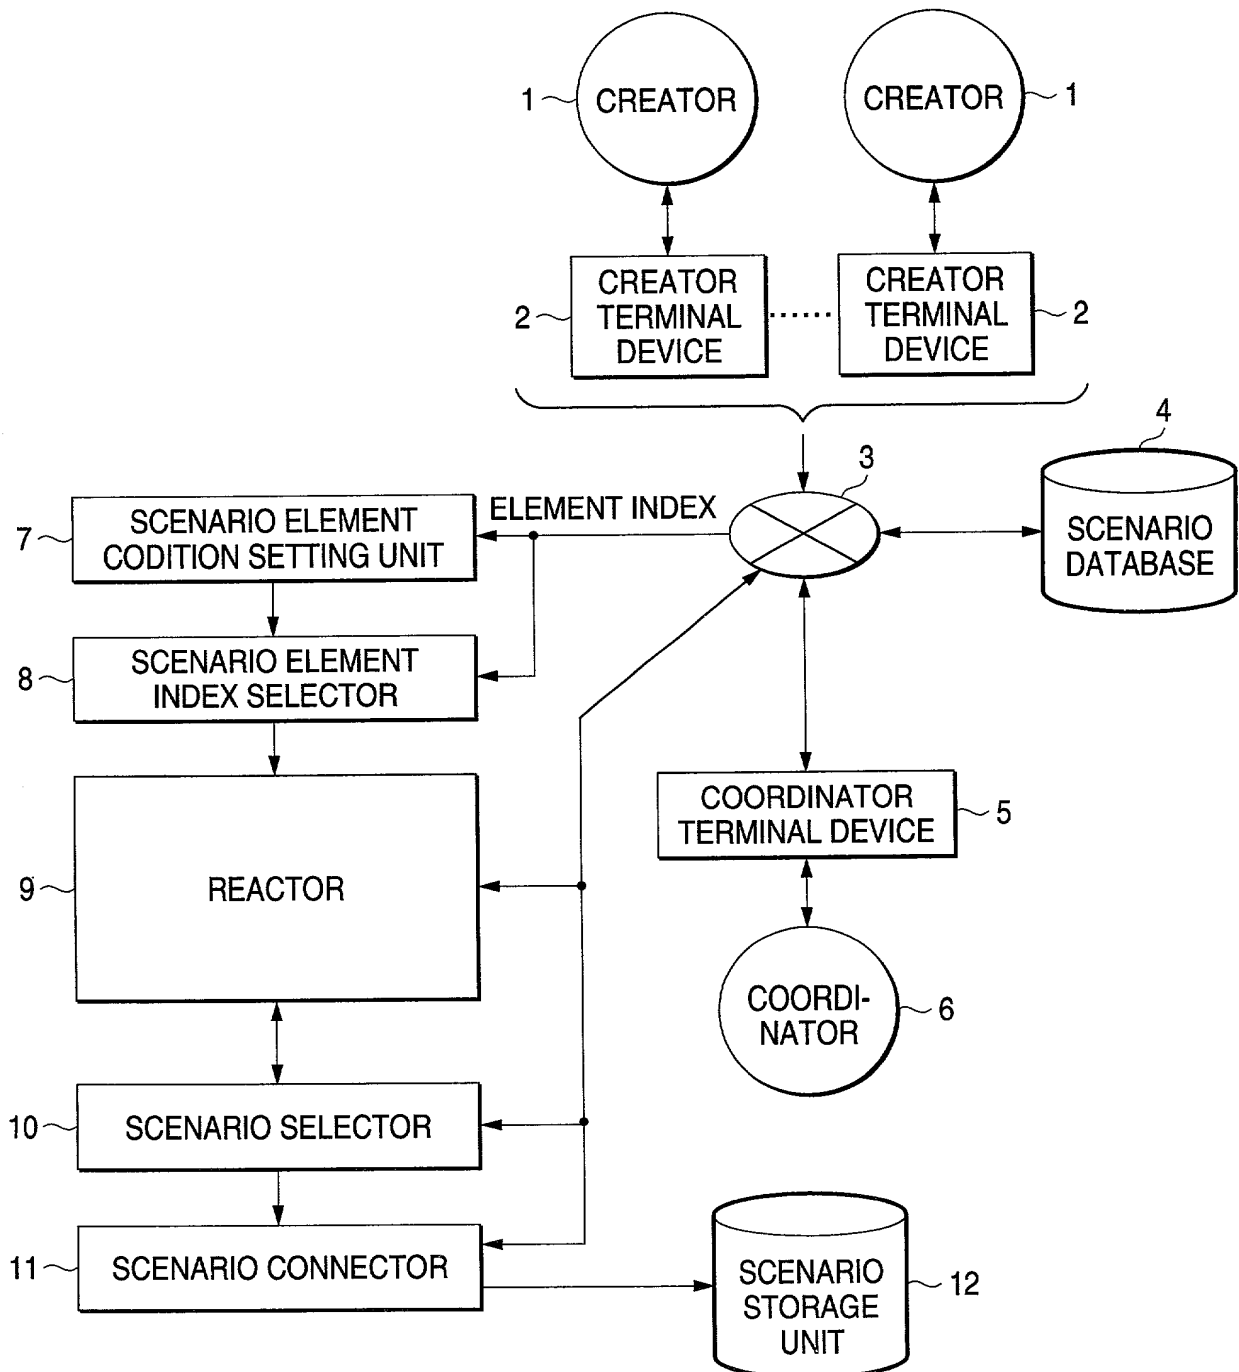 1
CREATOR
CREATOR
1
2
CREATOR
TERMINAL
DEVICE
CREATOR
TERMINAL
DEVICE
2
3
4
SCENARIO
DATABASE
ELEMENT INDEX
7
SCENARIO ELEMENT
CODITION SETTING UNIT
8
SCENARIO ELEMENT
INDEX SELECTOR
COORDINATOR
TERMINAL DEVICE
5
9
REACTOR
COORDI-
NATOR
6
10
SCENARIO SELECTOR
11
SCENARIO CONNECTOR
SCENARIO
STORAGE
UNIT
12